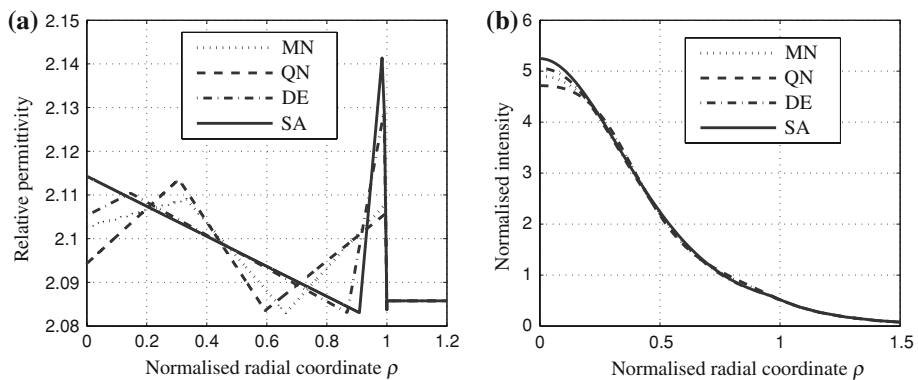 (a)
2.15
2.14
2.13
2.12
2.11
2.1
2.09
2.08
Relative permittivity
MN
QN
DE
SA
0 0.2 0.4 0.6 0.8 1 1.2
Normalised radial coordinate ρ
(b)
6
5
4
3
2
1
0
Normalised intensity
MN
QN
DE
SA
0 0.5 1 1.5
Normalised radial coordinate ρ